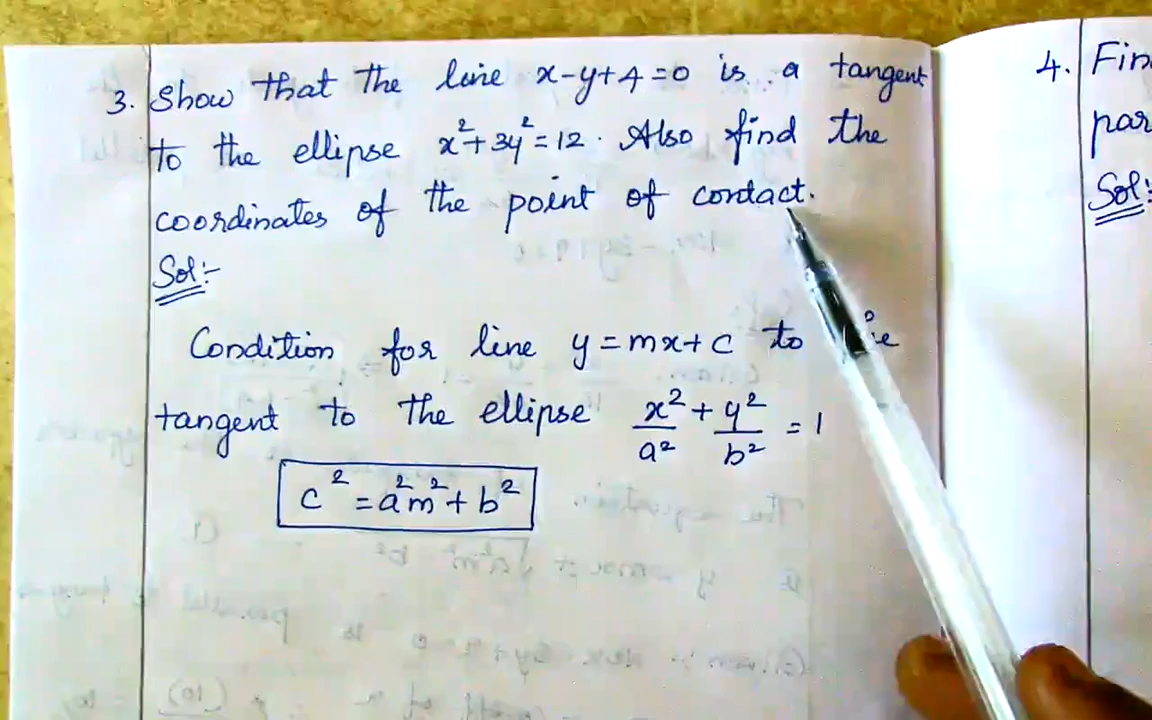 3. Show that the line x-y+4=0 is a tangent
to the ellipse x²+3y²=12. Also find the
coordinates of the point of contact.
Sol:-
Condition for line y=mx+c to
tangent to the ellipse x²/a² + y²/b² = 1
c²=a²m²+b²
4. Fin
par
Sol: